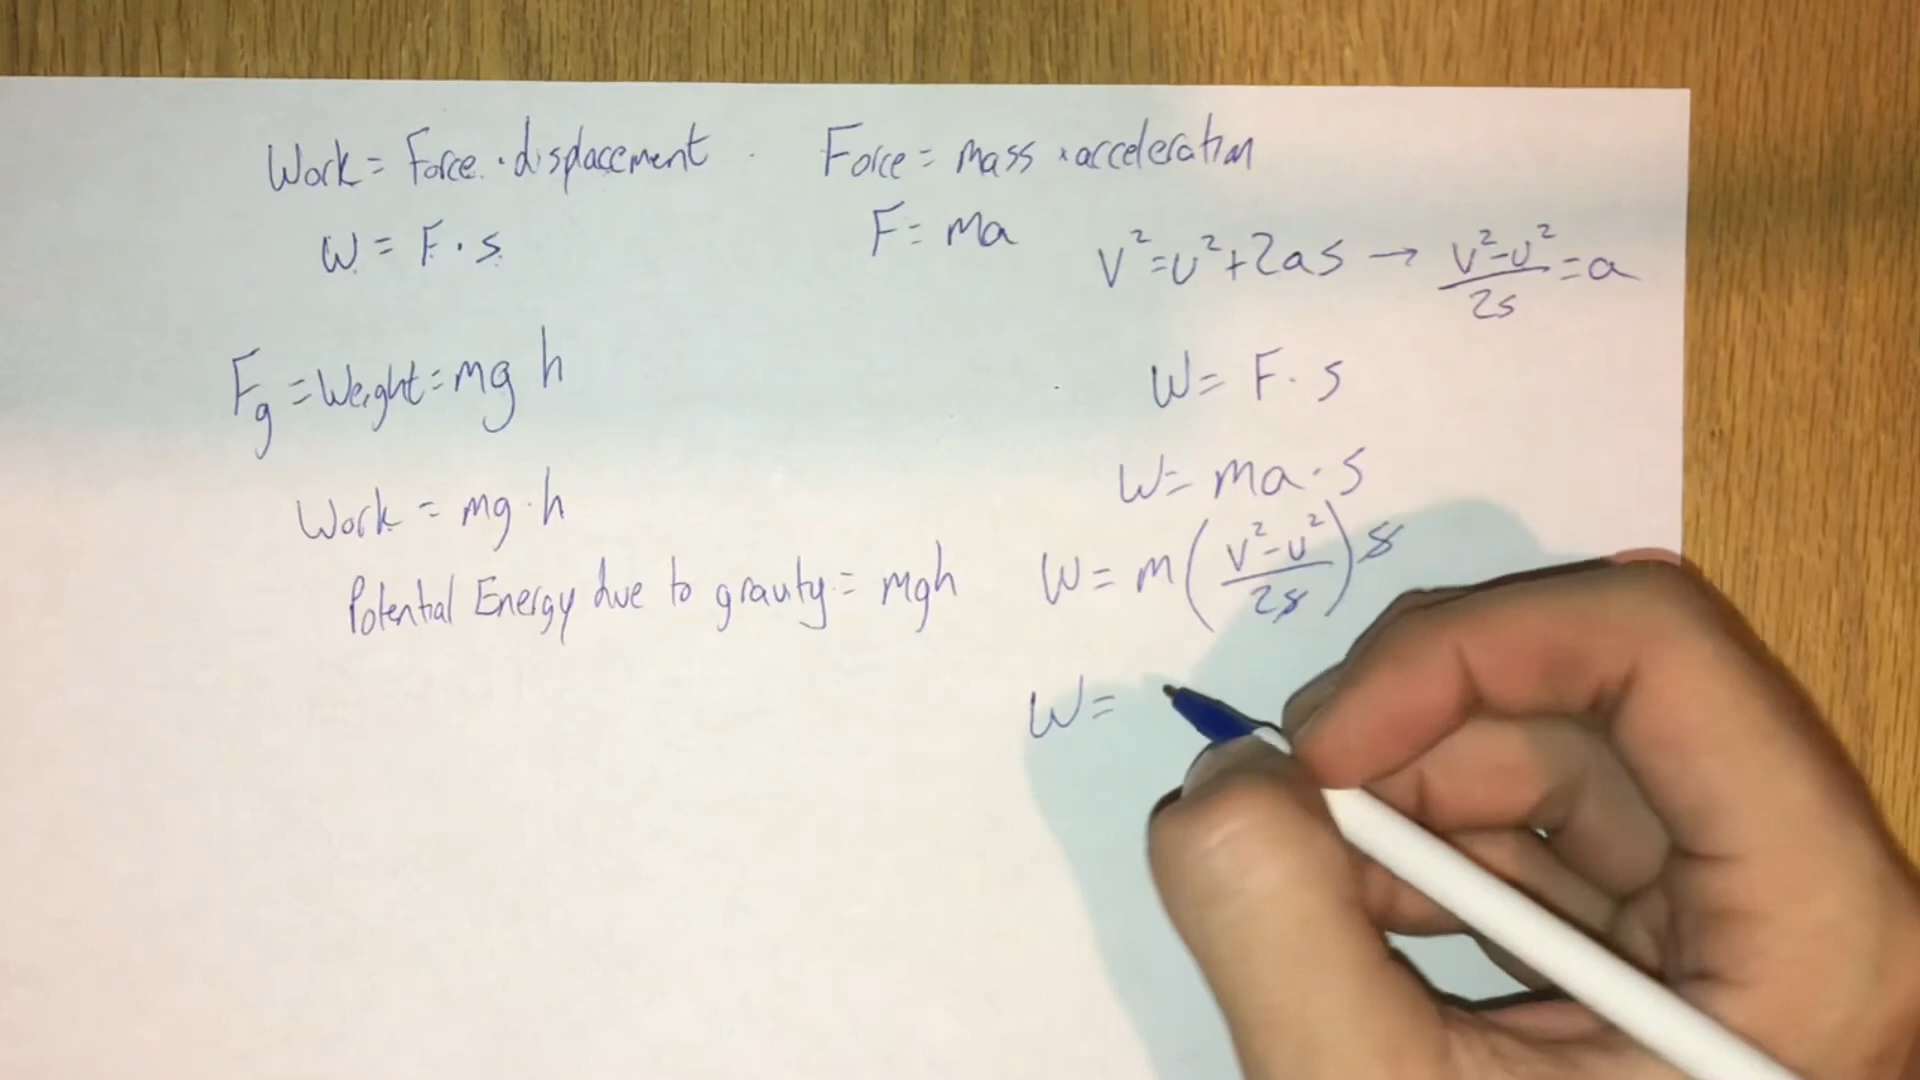 Work = Force · displacement
W = F · s
Fg = Weight = mg h
Work = mg · h
Potential Energy due to gravity = mgh
Force = mass × acceleration
F = ma
v² = u² + 2as → (v² - u²)/2s = a
W = F · s
W = ma · s
W = m((v² - u²)/2s)s
W =